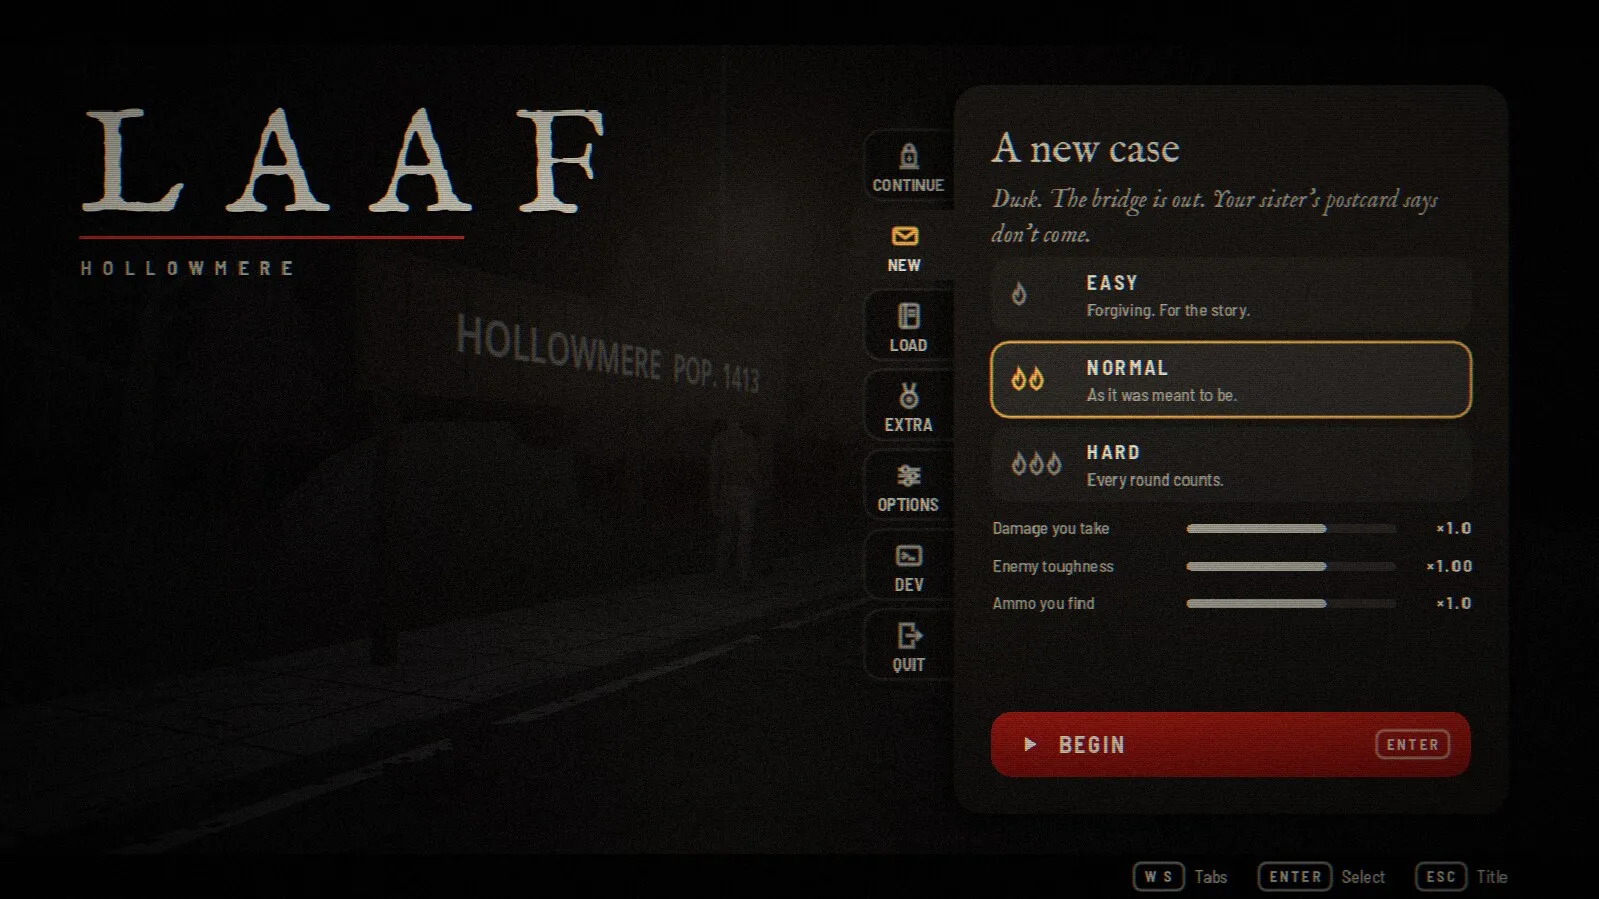 LAAF
HOLLOWMERE
HOLLOWMERE POP. 1413
CONTINUE
NEW
LOAD
EXTRA
OPTIONS
DEV
QUIT
A new case
Dusk. The bridge is out. Your sister's postcard says
don't come.
EASY
Forgiving. For the story.
NORMAL
As it was meant to be.
HARD
Every round counts.
Damage you take ×1.0
Enemy toughness ×1.00
Ammo you find ×1.0
BEGIN ENTER
W S Tabs ENTER Select ESC Title